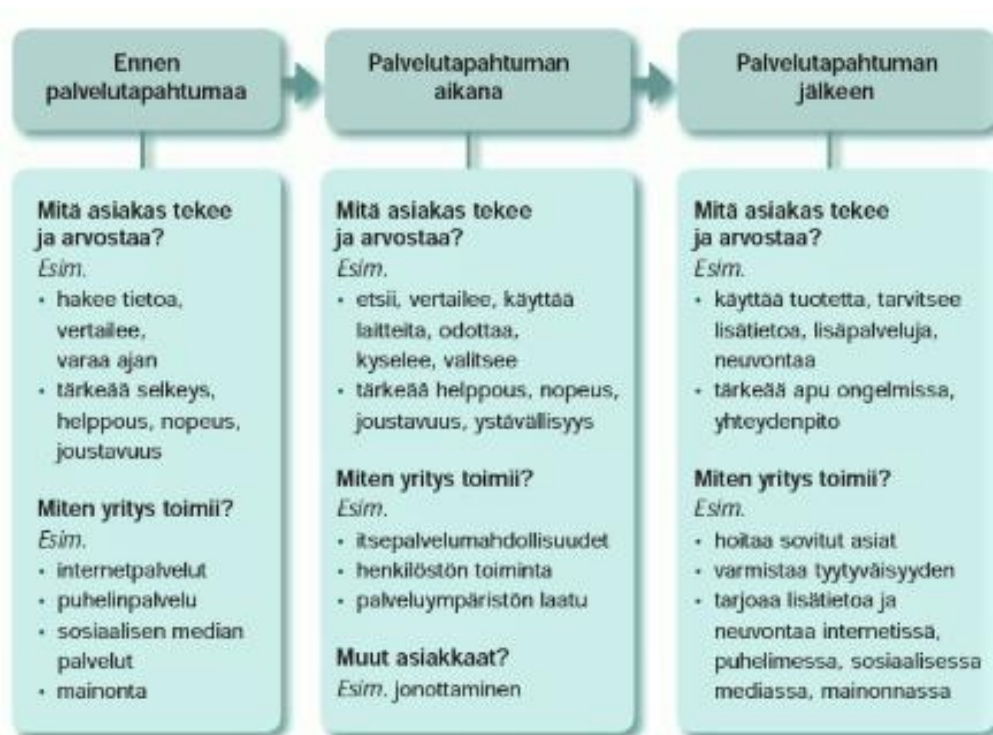 Ennen
palvelutapahtumaa
Palvelutapahtuman
aikana
Palvelutapahtuman
jälkeen
Mitä asiakas tekee
ja arvostaa?
Esim.
• hakee tietoa,
vertailee,
varaa ajan
• tärkeää selkeys,
helppous, nopeus,
joustavuus
Miten yritys toimii?
Esim.
• internetpalvelut
• puhelinpalvelu
• sosiaalisen median
palvelut
• mainonta
Mitä asiakas tekee
ja arvostaa?
Esim.
• etsii, vertailee, käyttää
laitteita, odottaa,
kyselee, valitsee
• tärkeää helppous, nopeus,
joustavuus, ystävällisyys
Miten yritys toimii?
Esim.
• itsepalvelumahdollisuudet
• henkilöstön toiminta
• palveluympäristön laatu
Muut asiakkaat?
Esim. jonottaminen
Mitä asiakas tekee
ja arvostaa?
Esim.
• käyttää tuotetta, tarvitsee
lisätietoa, lisäpalveluja,
neuvontaa
• tärkeää apu ongelmissa,
yhteydenpito
Miten yritys toimii?
Esim.
• hoitaa sovitut asiat
• varmistaa tyytyväisyyden
• tarjoaa lisätietoa ja
neuvontaa internetissä,
puhelimessa, sosiaalisessa
mediassa, mainonnassa